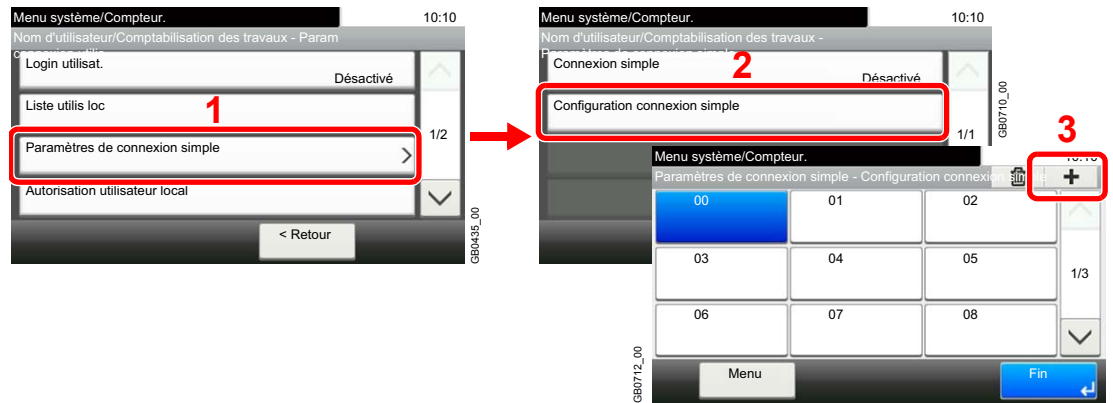 Menu système/Compteur.
10:10
Nom d'utilisateur/Comptabilisation des travaux - Param
Login utilisat.
Désactivé
Liste utilis loc
1
1/2
Paramètres de connexion simple
Autorisation utilisateur local
< Retour
GB0435_00
Menu système/Compteur.
10:10
Nom d'utilisateur/Comptabilisation des travaux -
Connexion simple
2
Désactivé
Configuration connexion simple
1/1
GB0710_00
3
Menu système/Compteur.
10:10
Paramètres de connexion simple - Configuration connexion simple
00
01
02
03
04
05
1/3
06
07
08
Menu
Fin
GB0712_00